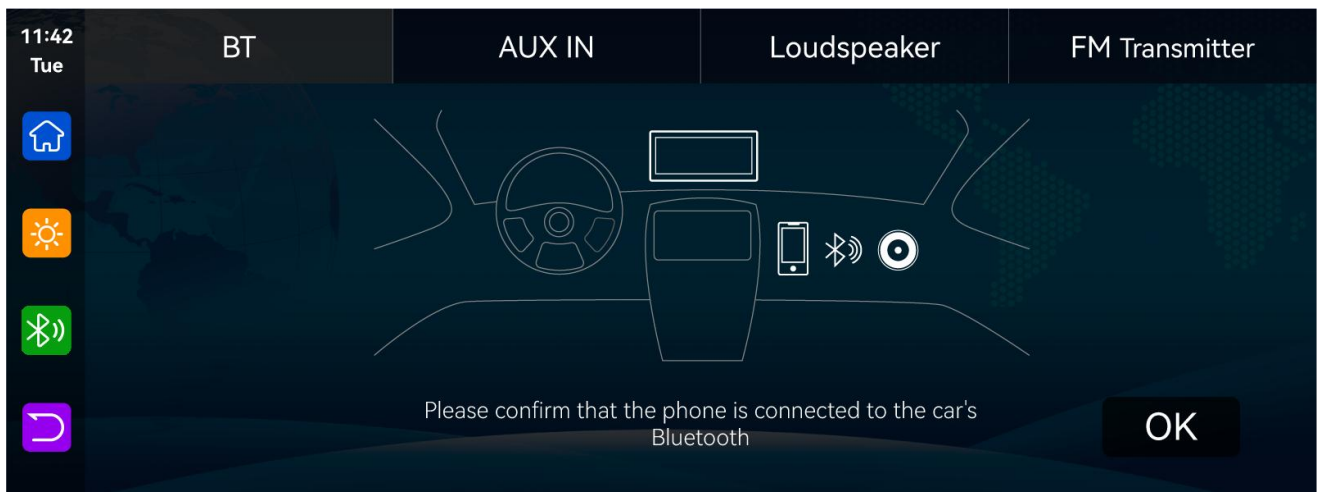 11:42
Tue
BT
AUX IN
Loudspeaker
FM Transmitter
Please confirm that the phone is connected to the car's
Bluetooth
OK